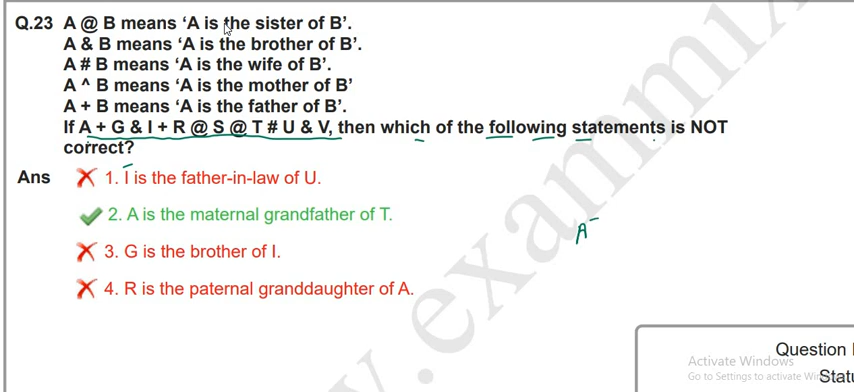 Q.23 A @ B means ‘A is the sister of B’.
A & B means ‘A is the brother of B’.
A # B means ‘A is the wife of B’.
A ^ B means ‘A is the mother of B’
A + B means ‘A is the father of B’.
If A + G & I + R @ S @ T # U & V, then which of the following statements is NOT
correct?
Ans 1. I is the father-in-law of U.
2. A is the maternal grandfather of T.
3. G is the brother of I.
4. R is the paternal granddaughter of A.
A
Question
Activate Windows
Go to Settings to activate